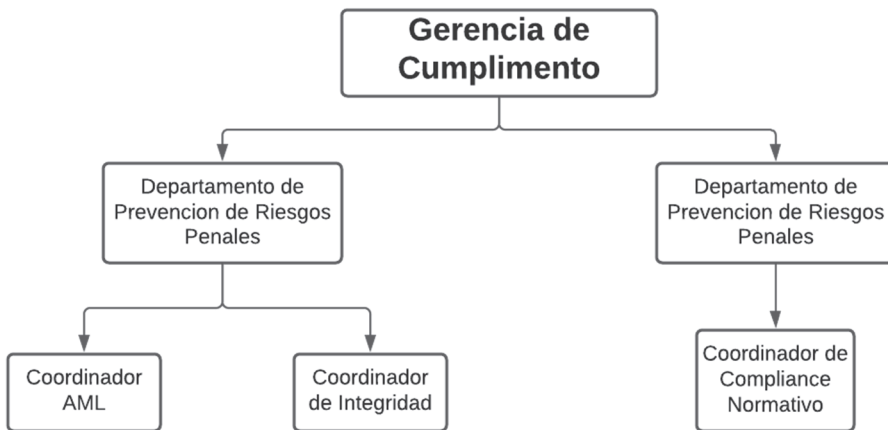 Gerencia de
Cumplimento
Departamento de
Prevencion de Riesgos
Penales
Departamento de
Prevencion de Riesgos
Penales
Coordinador
AML
Coordinador
de Integridad
Coordinador de
Compliance
Normativo